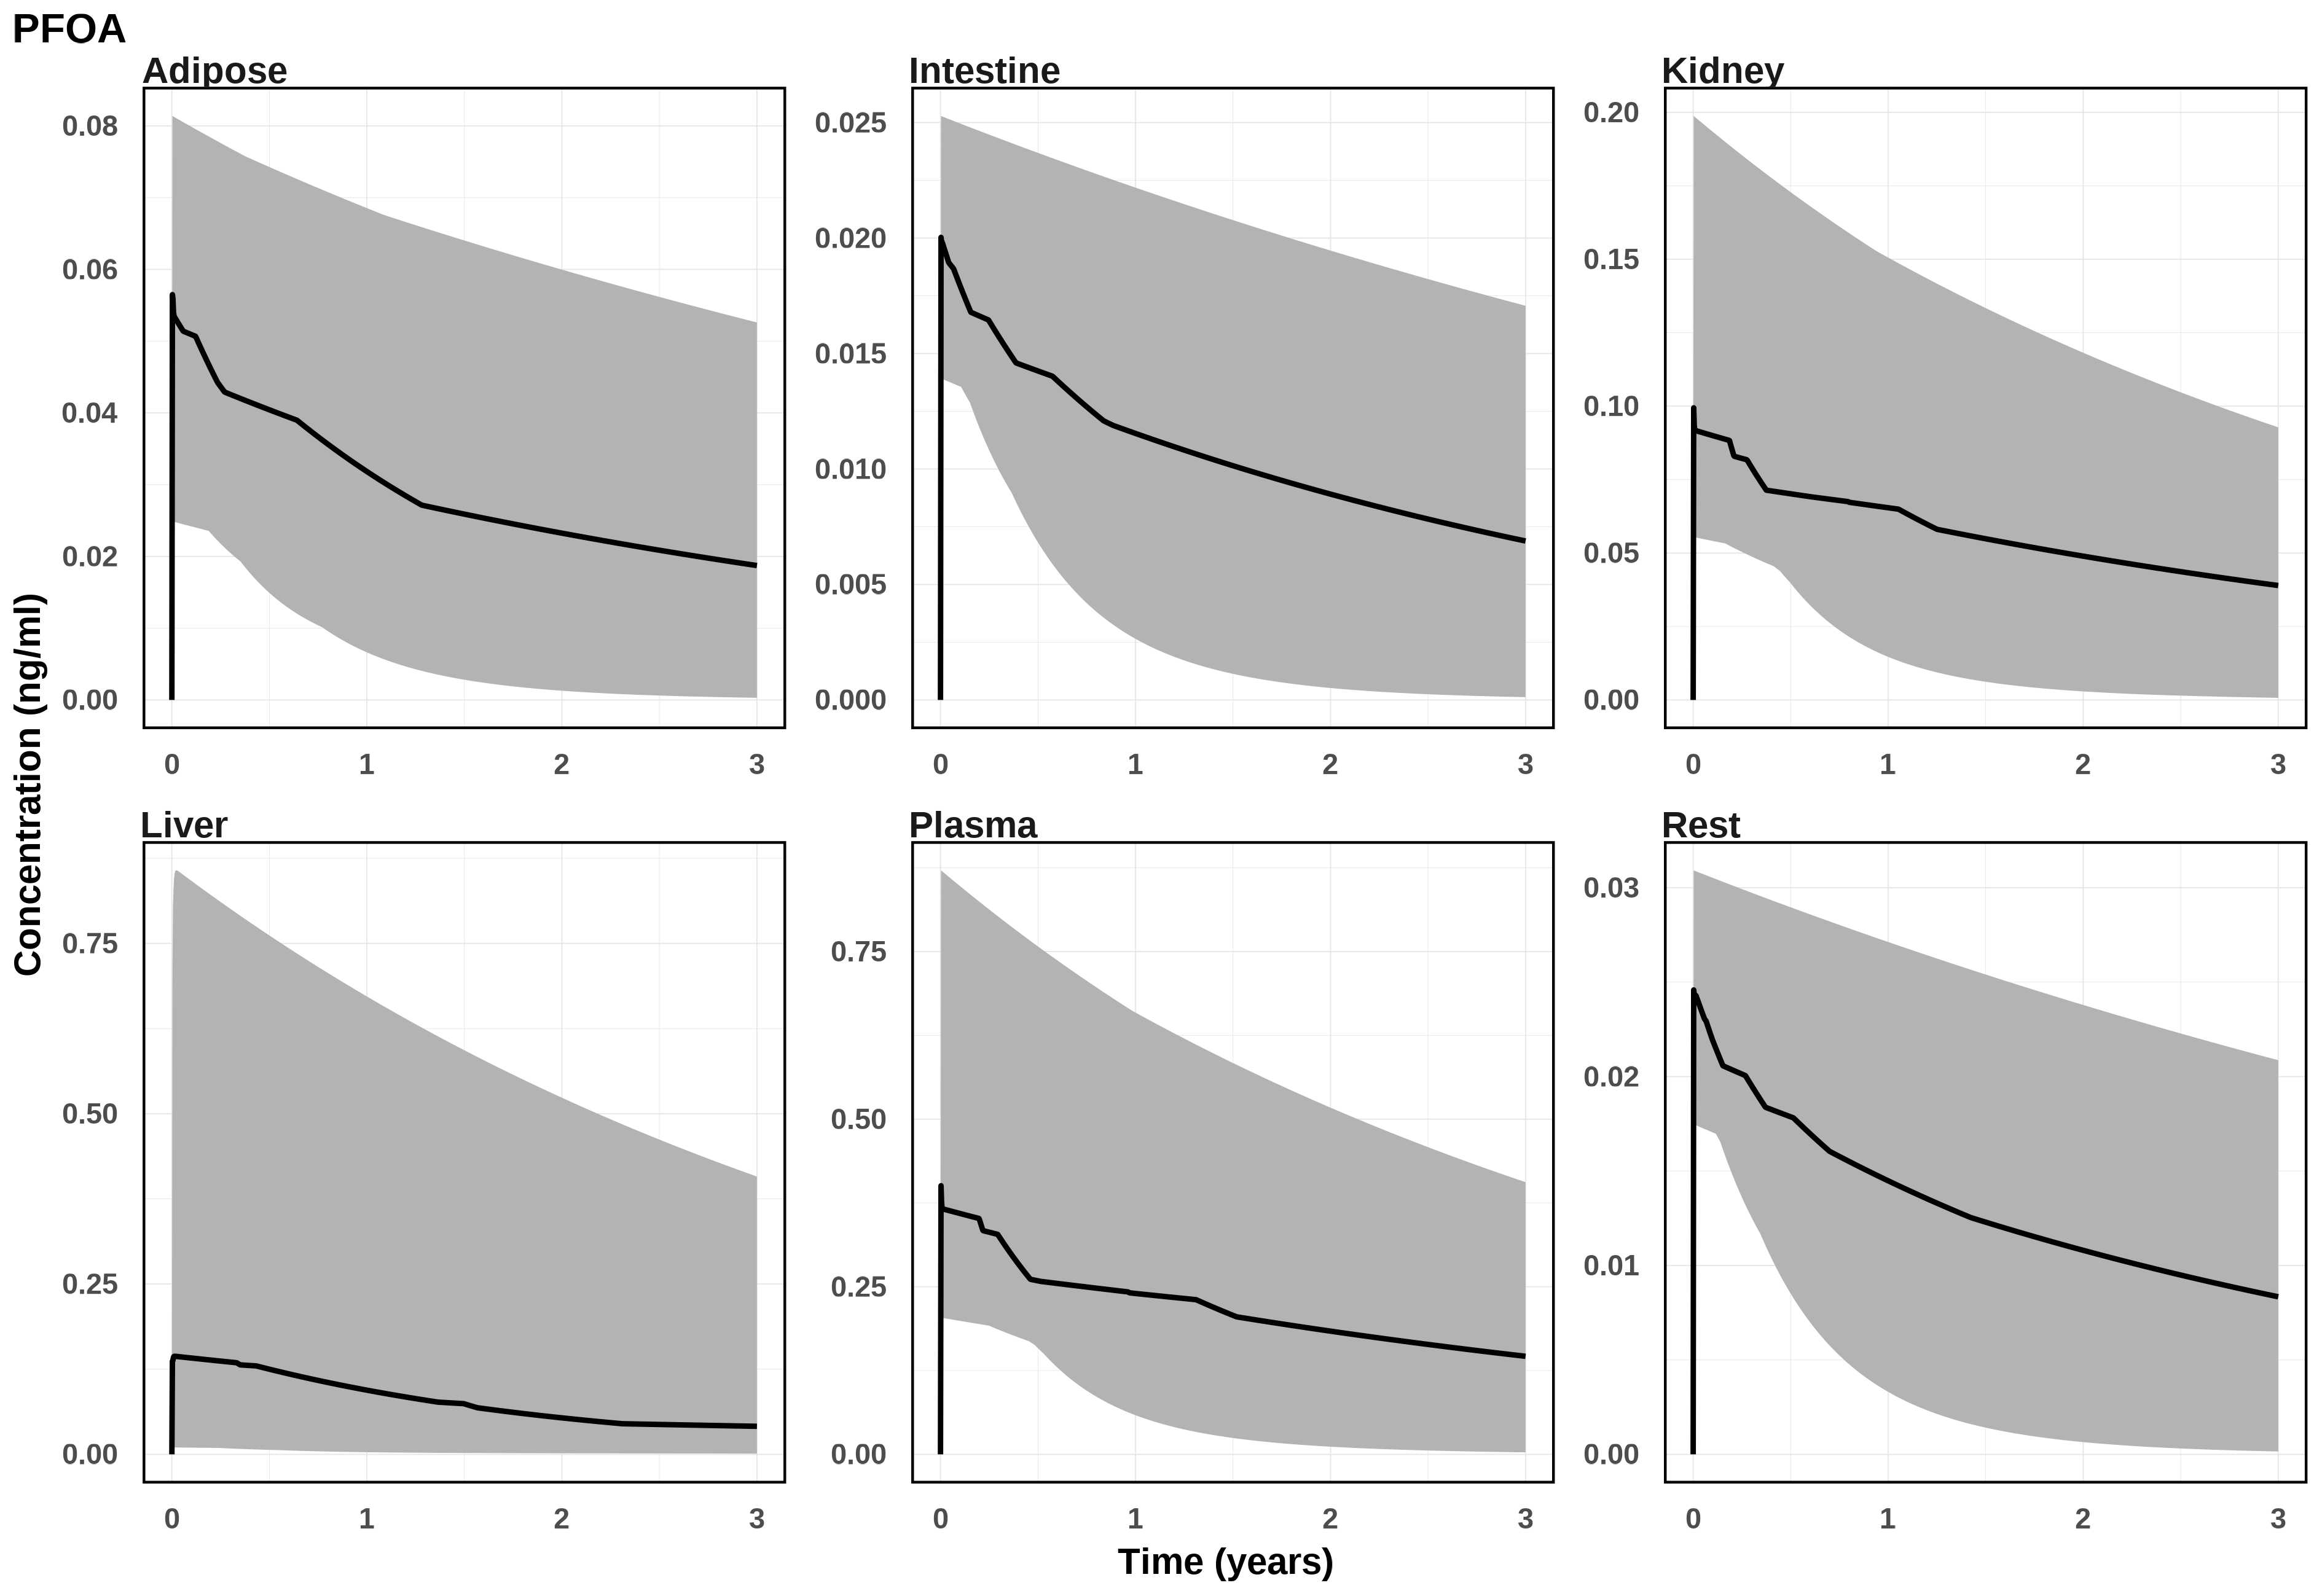 PFOA
Adipose Intestine Kidney
0.08 0.025 0.20
0.06 0.020 0.15
0.04 0.015 0.10
0.02 0.010 0.05
0.00 0.005 0.00
0.000
0 1 2 3 0 1 2 3 0 1 2 3
Concentration (ng/ml)
Liver Plasma Rest
0.75 0.75 0.03
0.50 0.50 0.02
0.25 0.25 0.01
0.00 0.00 0.00
0 1 2 3 0 1 2 3 0 1 2 3
Time (years)